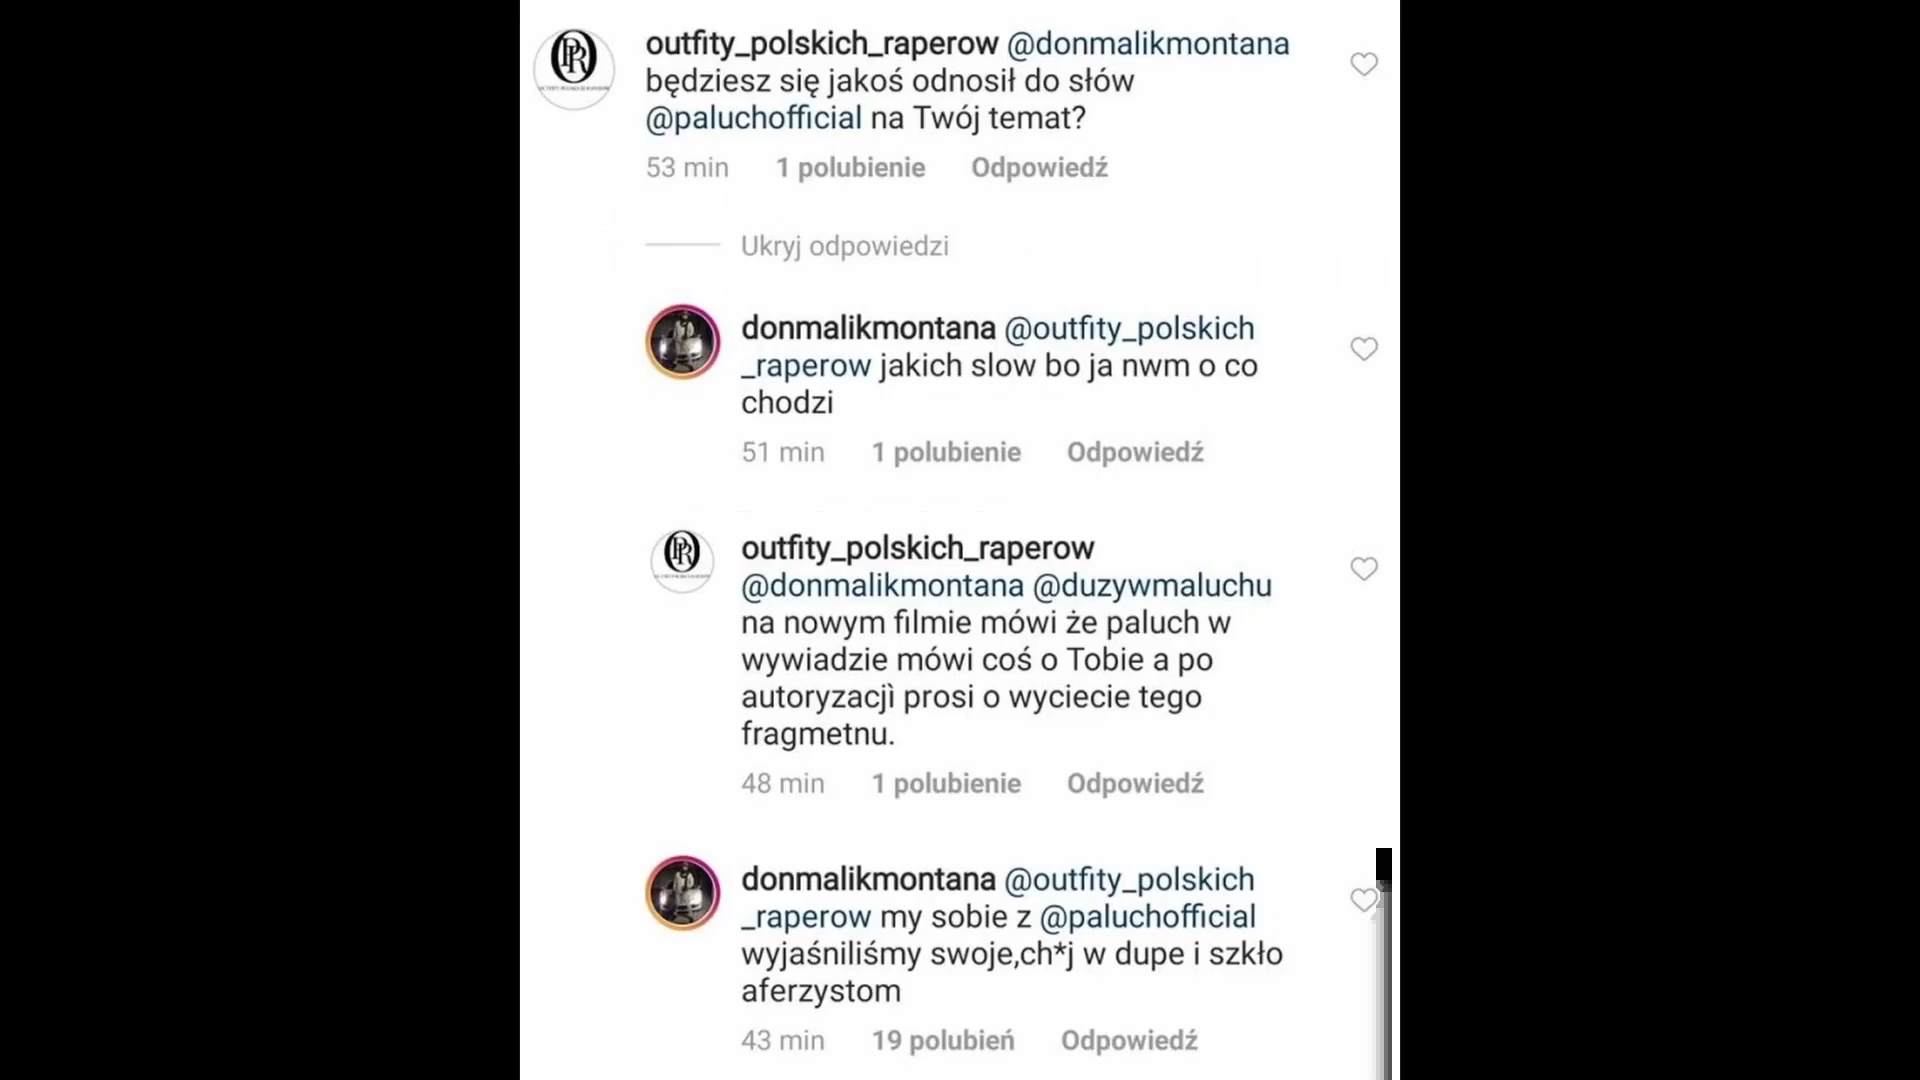 outfity_polskich_raperow @donmalikmontana
będziesz się jakoś odnosił do słów
@paluchofficial na Twój temat?
53 min 1 polubienie Odpowiedź
Ukryj odpowiedzi
donmalikmontana @outfity_polskich
_raperow jakich slow bo ja nwm o co
chodzi
51 min 1 polubienie Odpowiedź
outfity_polskich_raperow
@donmalikmontana @duzywmaluchu
na nowym filmie mówi że paluch w
wywiadzie mówi coś o Tobie a po
autoryzacjì prosi o wyciecie tego
fragmetnu.
48 min 1 polubienie Odpowiedź
donmalikmontana @outfity_polskich
_raperow my sobie z @paluchofficial
wyjaśniliśmy swoje,ch*j w dupe i szkło
aferzystom
43 min 19 polubień Odpowiedź